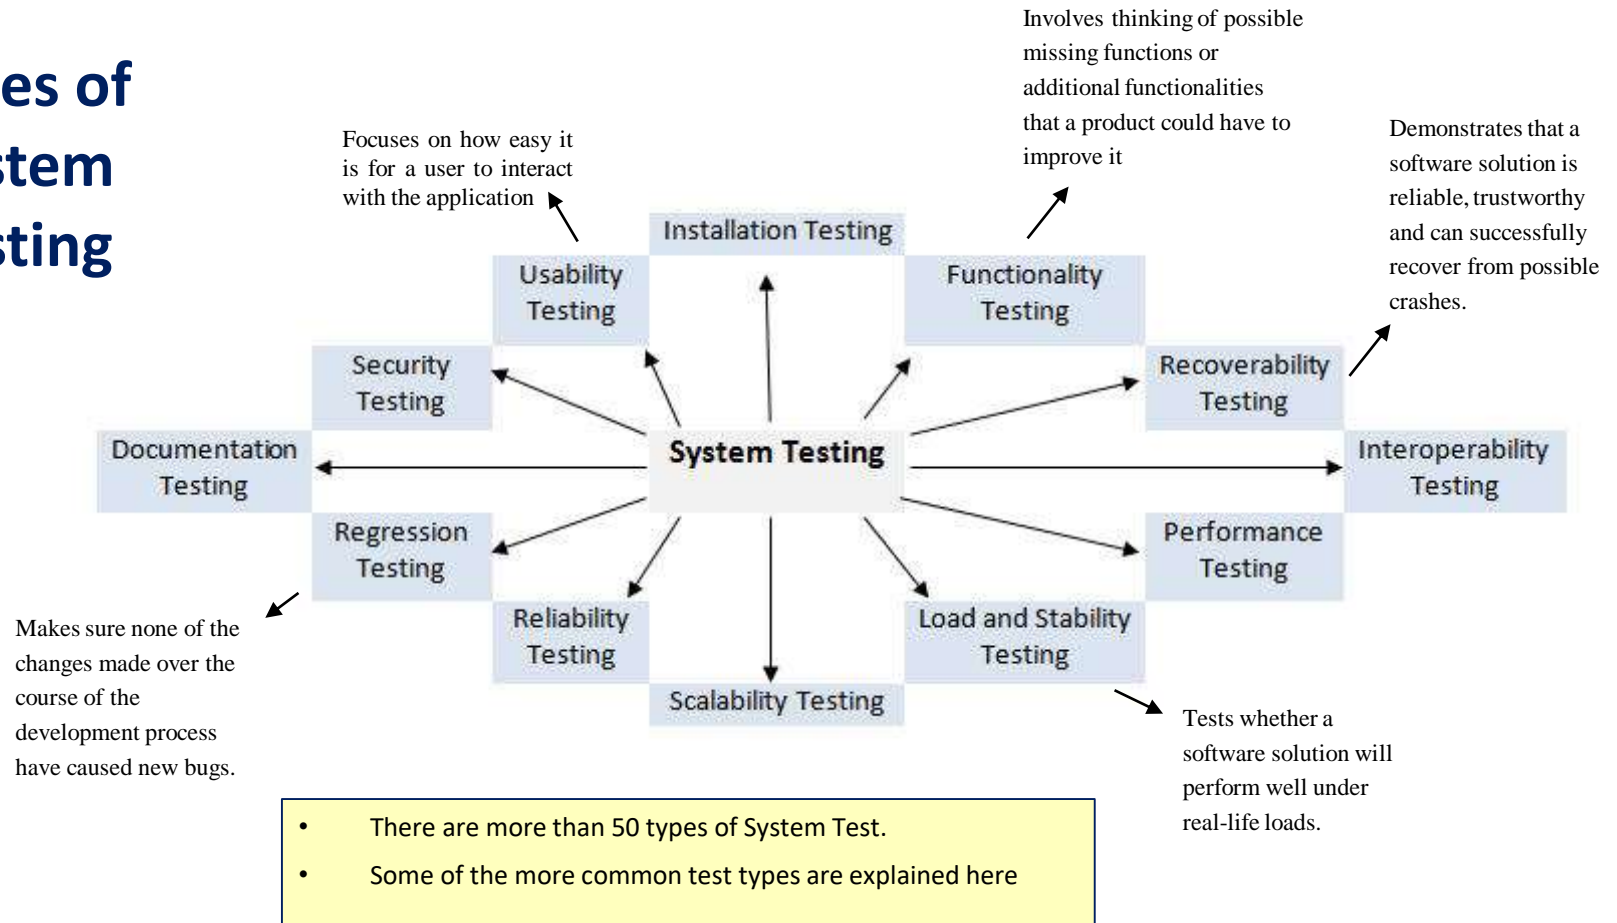 es of
stem
sting
Involves thinking of possible
missing functions or
additional functionalities
that a product could have to
improve it
Focuses on how easy it
is for a user to interact
with the application
Demonstrates that a
software solution is
reliable, trustworthy
and can successfully
recover from possible
crashes.
Installation Testing
Usability
Testing
Functionality
Testing
Security
Testing
Recoverability
Testing
Documentation
Testing
System Testing
Interoperability
Testing
Regression
Testing
Performance
Testing
Reliability
Testing
Load and Stability
Testing
Scalability Testing
Makes sure none of the
changes made over the
course of the
development process
have caused new bugs.
Tests whether a
software solution will
perform well under
real-life loads.
• There are more than 50 types of System Test.
• Some of the more common test types are explained here